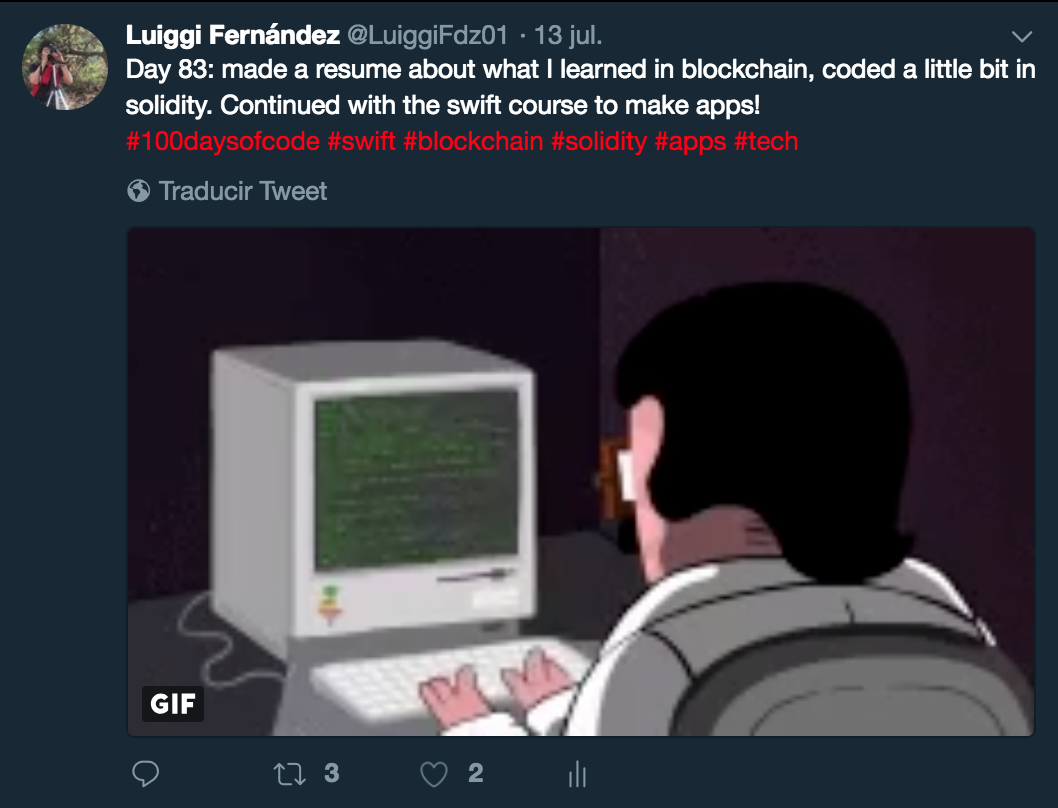 Luiggi Fernández @LuiggiFdz01 · 13 jul.
Day 83: made a resume about what I learned in blockchain, coded a little bit in
solidity. Continued with the swift course to make apps!
#100daysofcode #swift #blockchain #solidity #apps #tech
Traducir Tweet
GIF
3 2